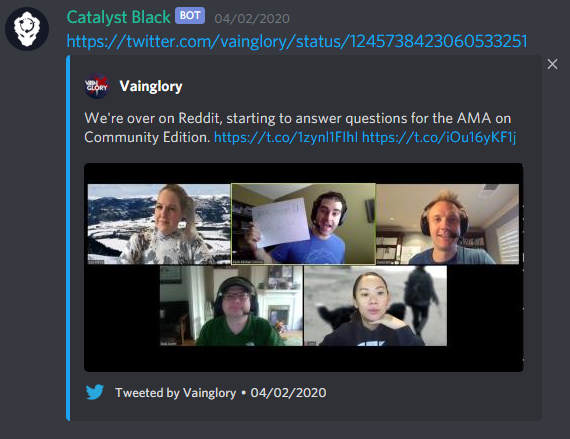 Catalyst Black BOT 04/02/2020
https://twitter.com/vainglory/status/1245738423060533251
VAIN GLORY
Vainglory
We're over on Reddit, starting to answer questions for the AMA on
Community Edition. https://t.co/1zynl1FIhl https://t.co/iOu16yKF1j
Tweeted by Vainglory • 04/02/2020